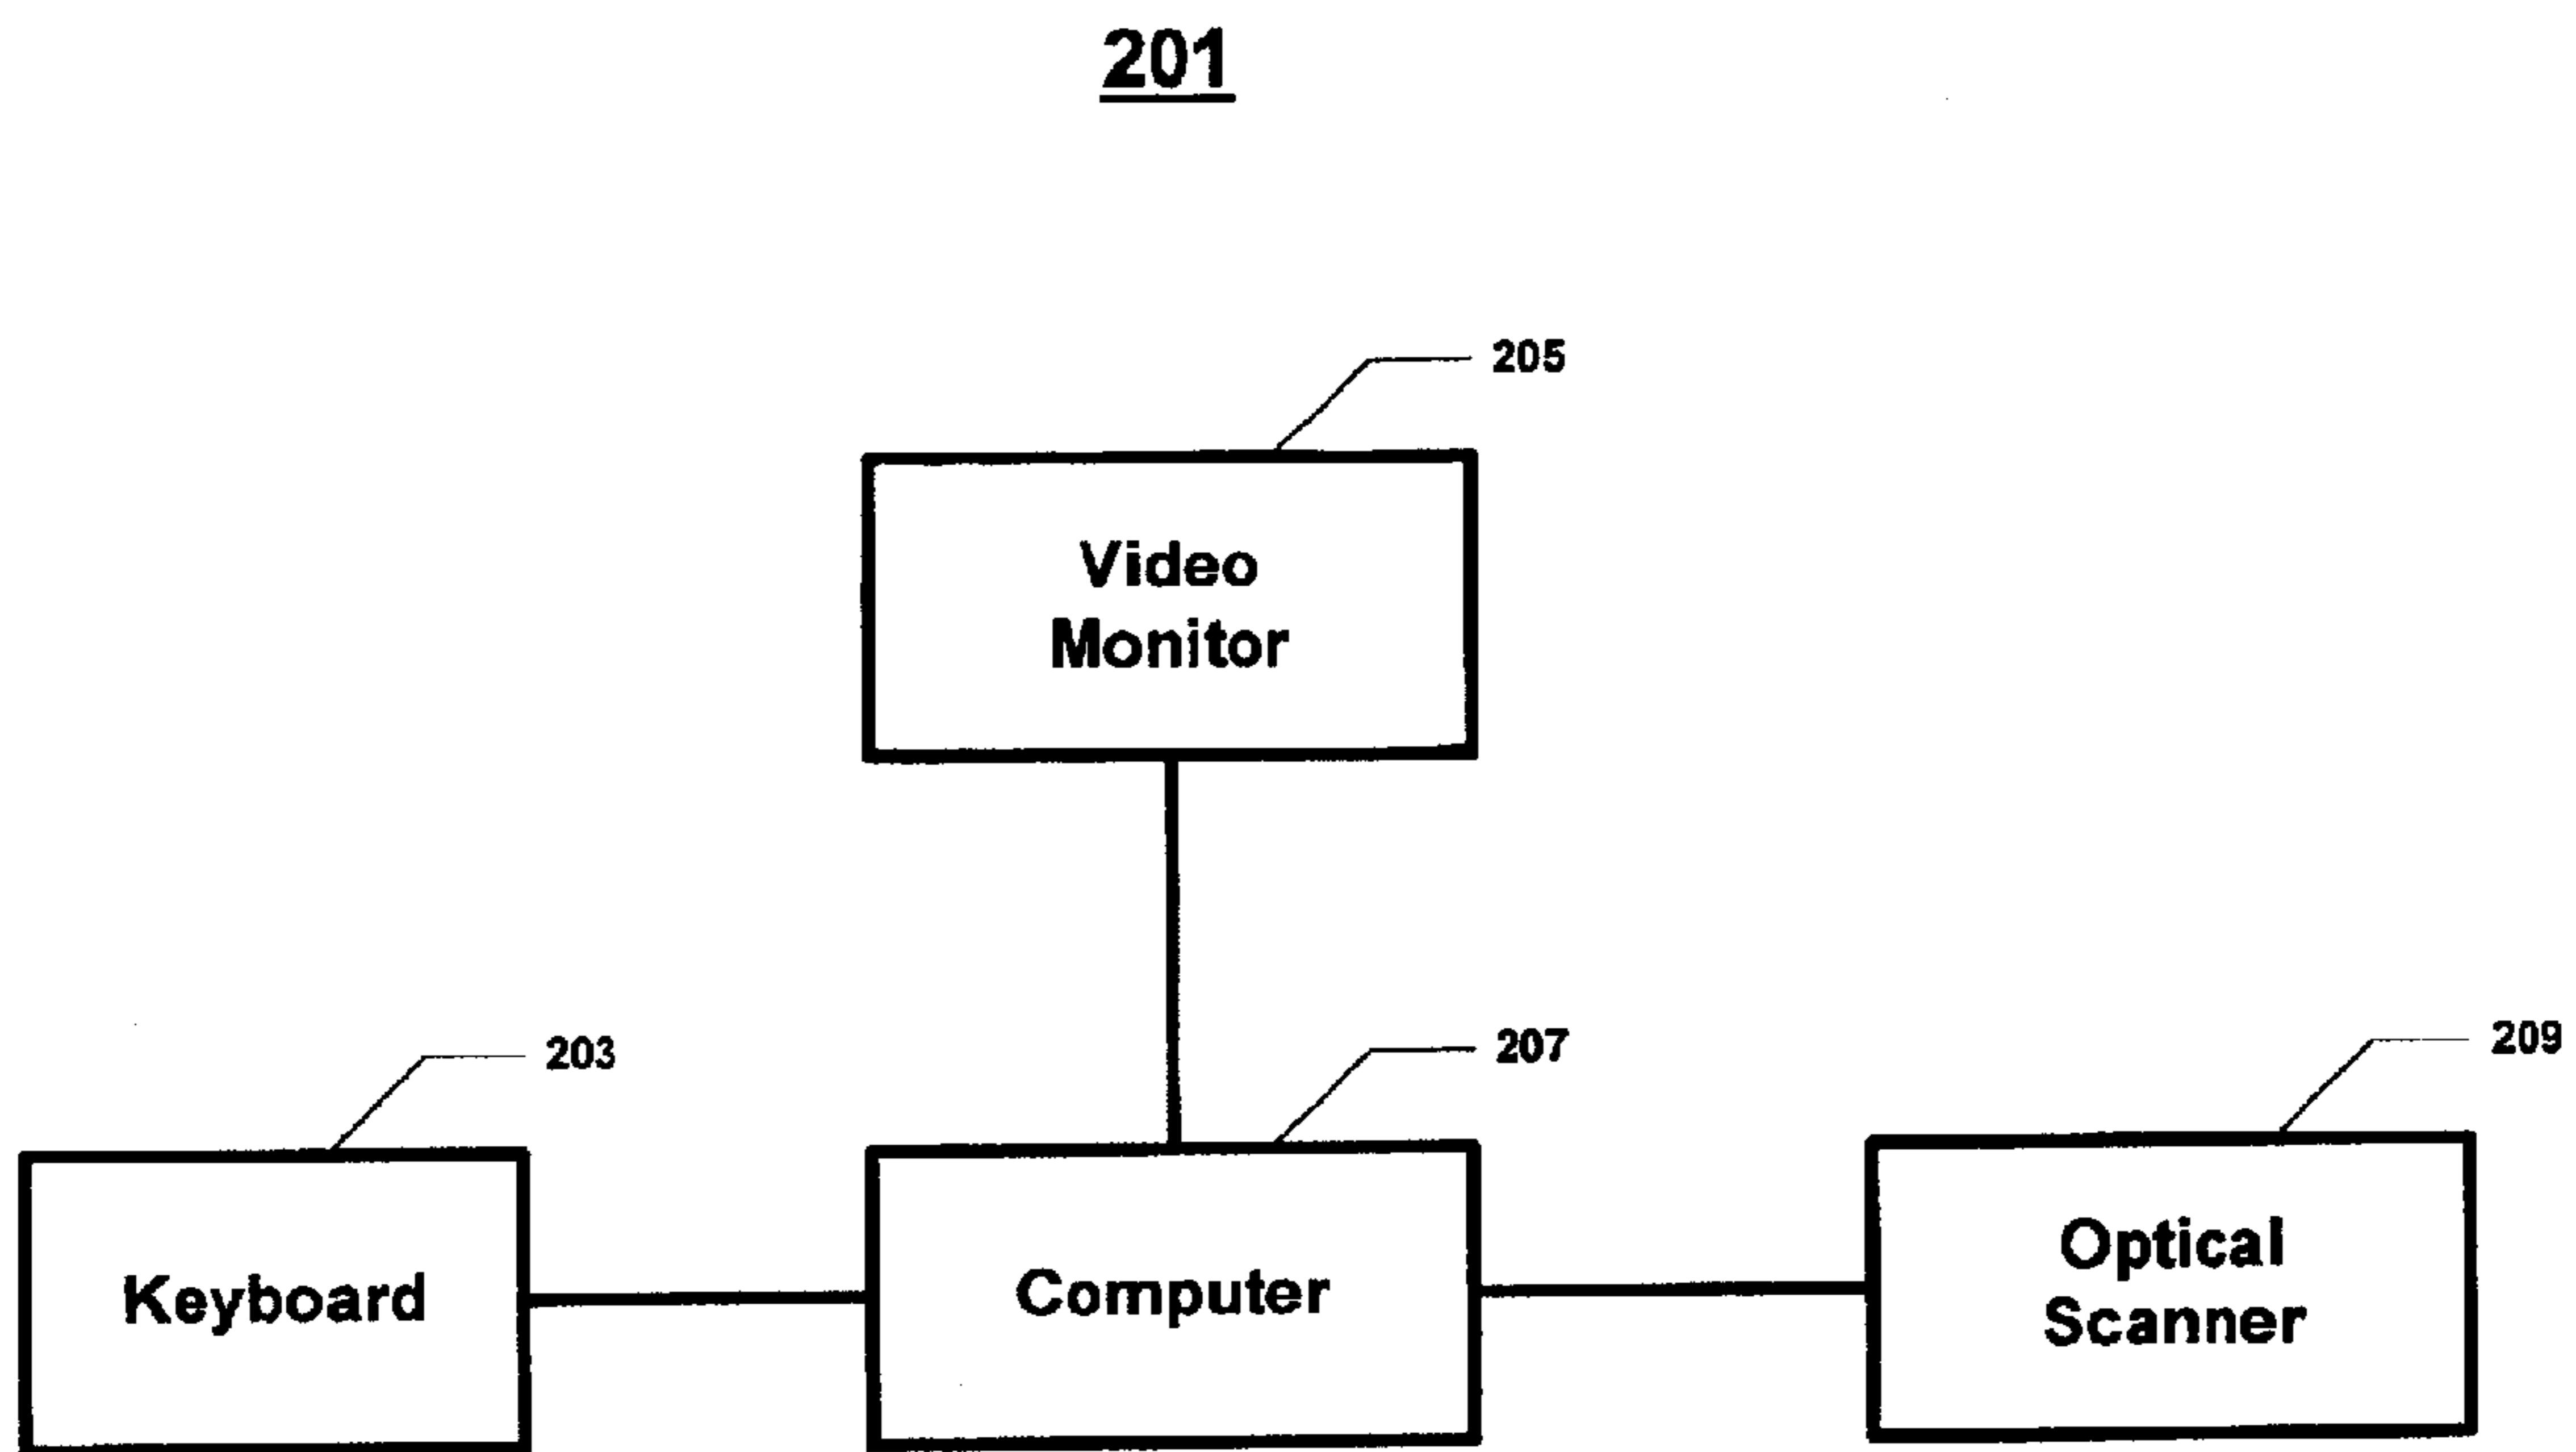 201
205
Video
Monitor
203
207
209
Keyboard
Computer
Optical
Scanner